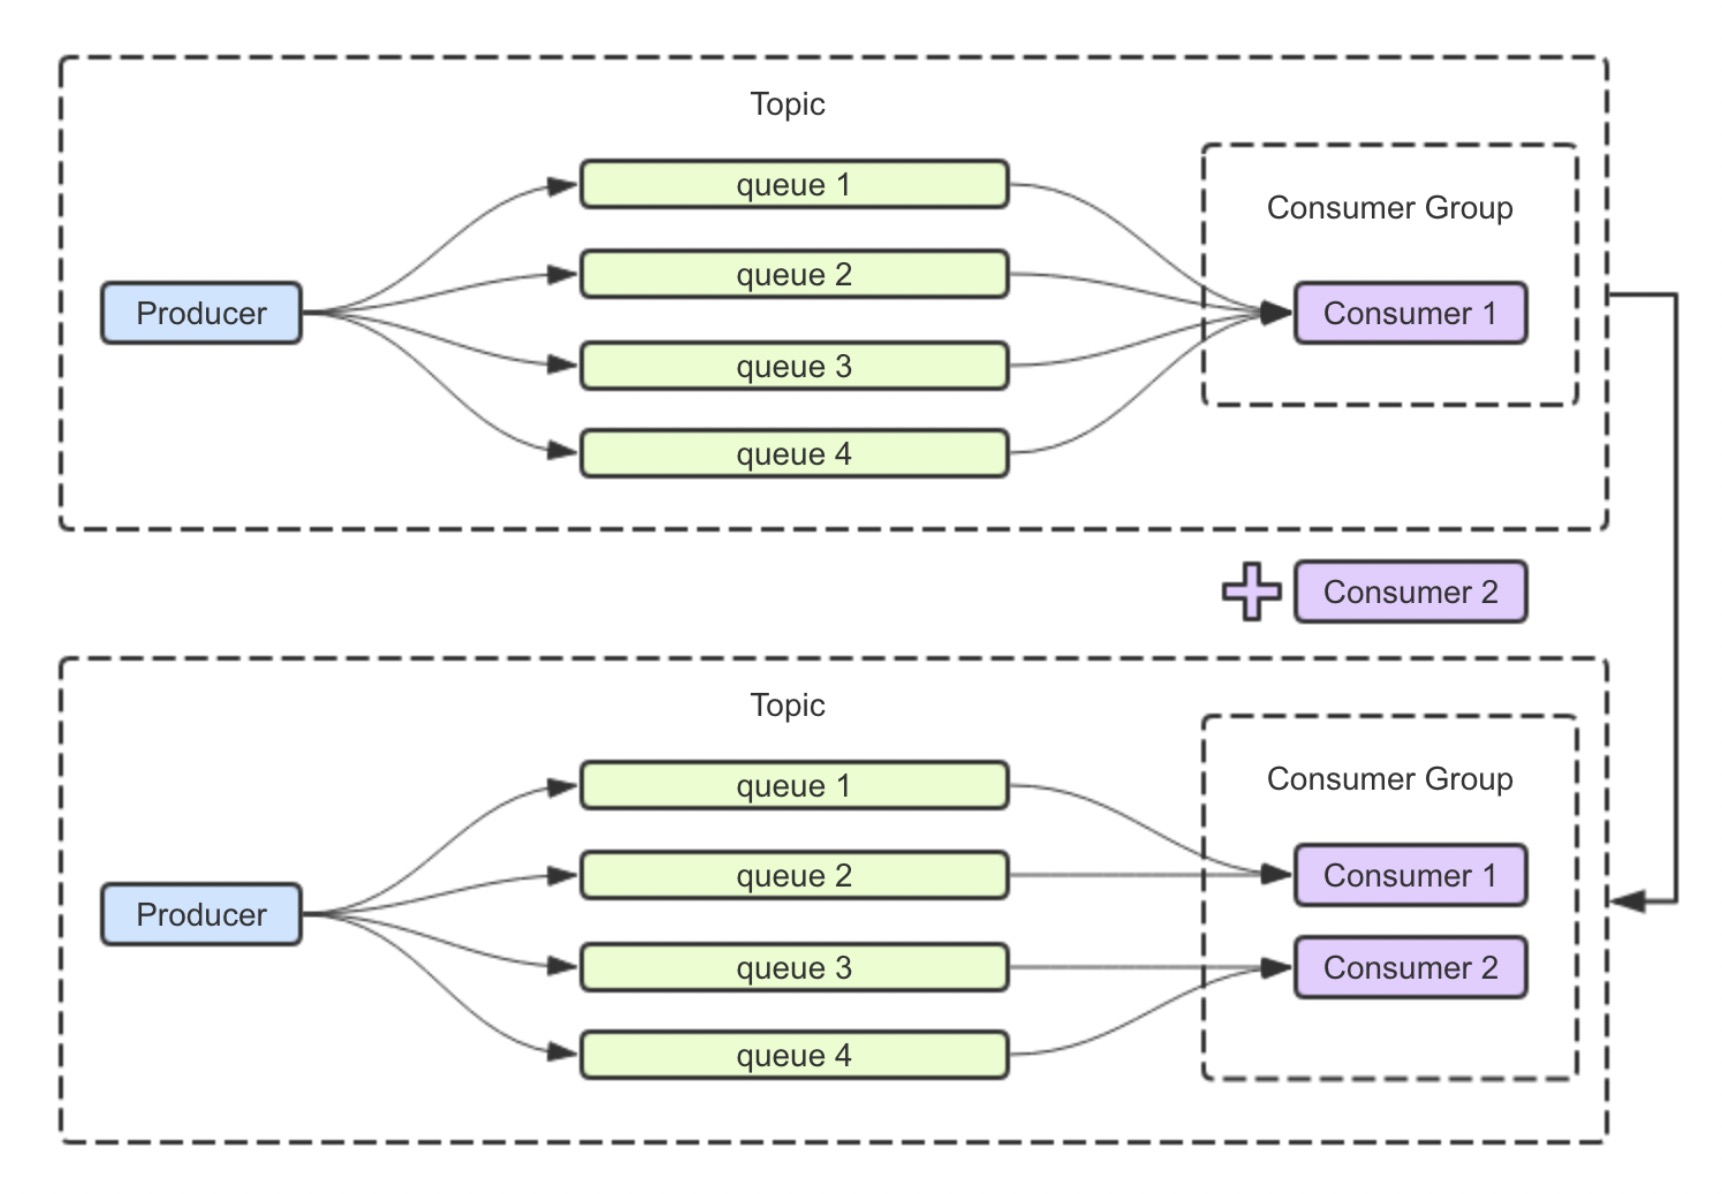 Topic
queue 1
Consumer Group
queue 2
Producer
Consumer 1
queue 3
queue 4
Consumer 2
Topic
queue 1
Consumer Group
queue 2
Consumer 1
Producer
queue 3
Consumer 2
queue 4